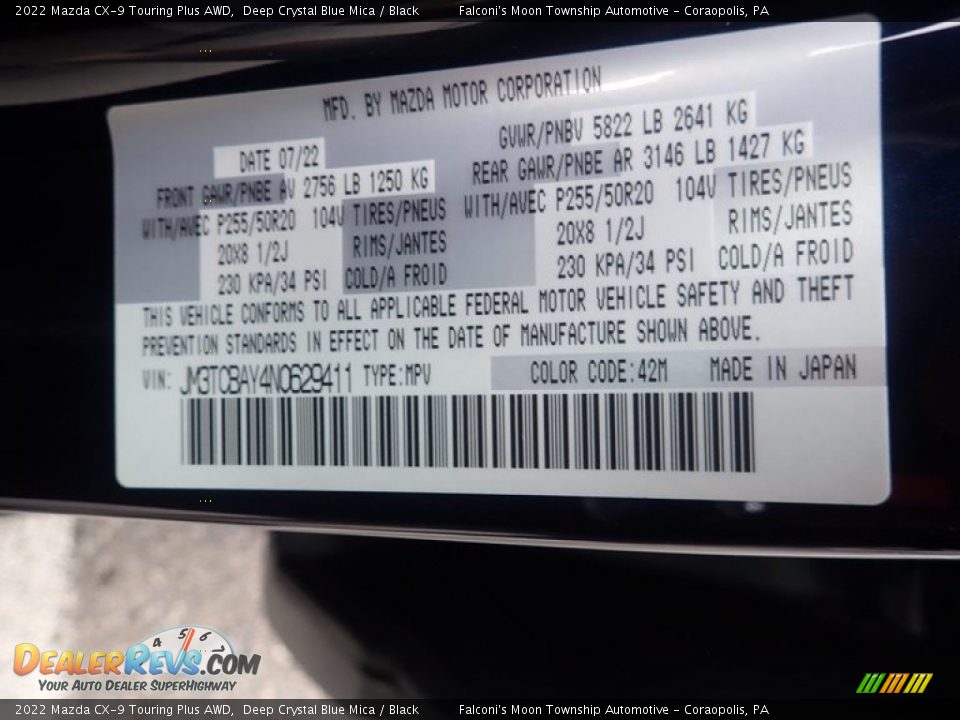 2022 Mazda CX-9 Touring Plus AWD, Deep Crystal Blue Mica / Black Falconi's Moon Township Automotive - Coraopolis, PA
MFD. BY MAZDA MOTOR CORPORATION
DATE 07/22 GVWR/PNBV 5822 LB 2641 KG
FRONT GAWR/PNBE AV 2756 LB 1250 KG REAR GAWR/PNBE AR 3146 LB 1427 KG
WITH/AVEC P255/50R20 104V TIRES/PNEUS WITH/AVEC P255/50R20 104V TIRES/PNEUS
20X8 1/2J RIMS/JANTES 20X8 1/2J RIMS/JANTES
230 KPA/34 PSI COLD/A FROID 230 KPA/34 PSI COLD/A FROID
THIS VEHICLE CONFORMS TO ALL APPLICABLE FEDERAL MOTOR VEHICLE SAFETY AND THEFT
PREVENTION STANDARDS IN EFFECT ON THE DATE OF MANUFACTURE SHOWN ABOVE.
VIN: JM3TCBAY4N0629411 TYPE:MPV COLOR CODE:42M MADE IN JAPAN
4 5 6
DEALERREVS.COM
YOUR AUTO DEALER SUPERHIGHWAY
2022 Mazda CX-9 Touring Plus AWD, Deep Crystal Blue Mica / Black Falconi's Moon Township Automotive - Coraopolis, PA